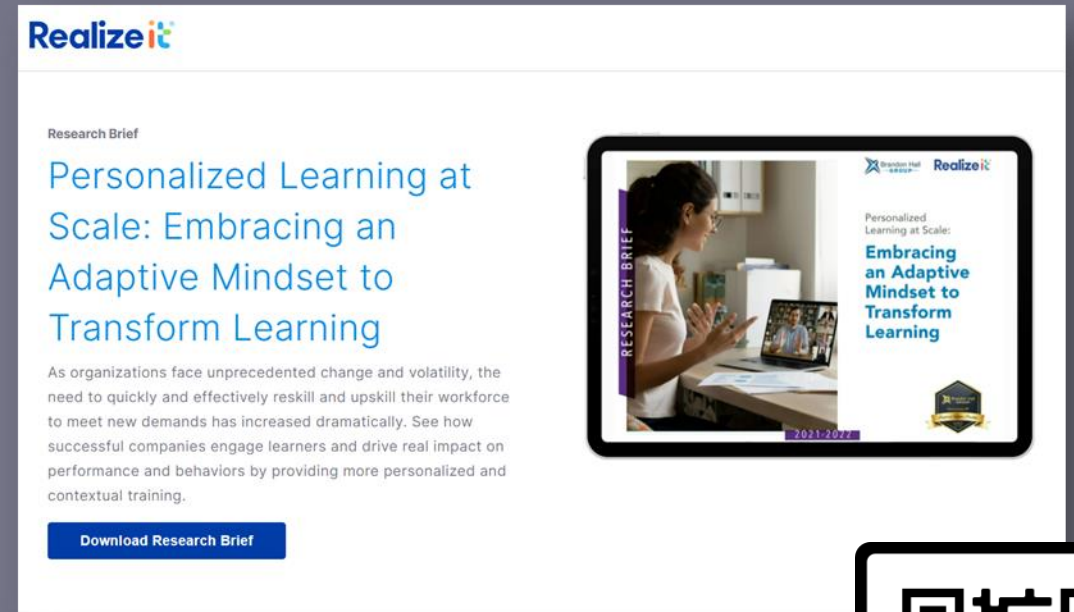 Realizeit
Research Brief
Personalized Learning at
Scale: Embracing an
Adaptive Mindset to
Transform Learning
As organizations face unprecedented change and volatility, the
need to quickly and effectively reskill and upskill their workforce
to meet new demands has increased dramatically. See how
successful companies engage learners and drive real impact on
performance and behaviors by providing more personalized and
contextual training.
Download Research Brief
RESEARCH BRIEF
Brandon Hall
GROUP
Realizeit
Personalized
Learning at Scale:
Embracing
an Adaptive
Mindset to
Transform
Learning
2021-2022